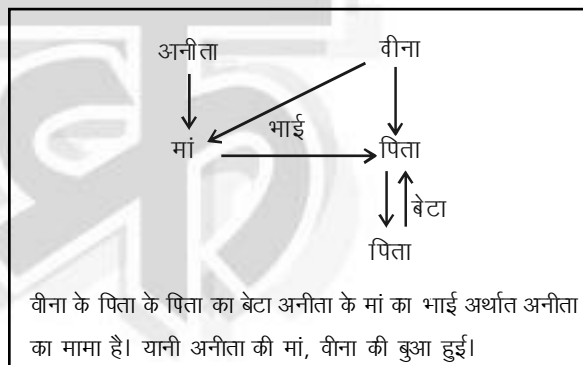 अनीता वीना
भाई
मां पिता
बेटा
पिता
वीना के पिता के पिता का बेटा अनीता के मां का भाई अर्थात अनीता
का मामा है। यानी अनीता की मां, वीना की बुआ हुई।